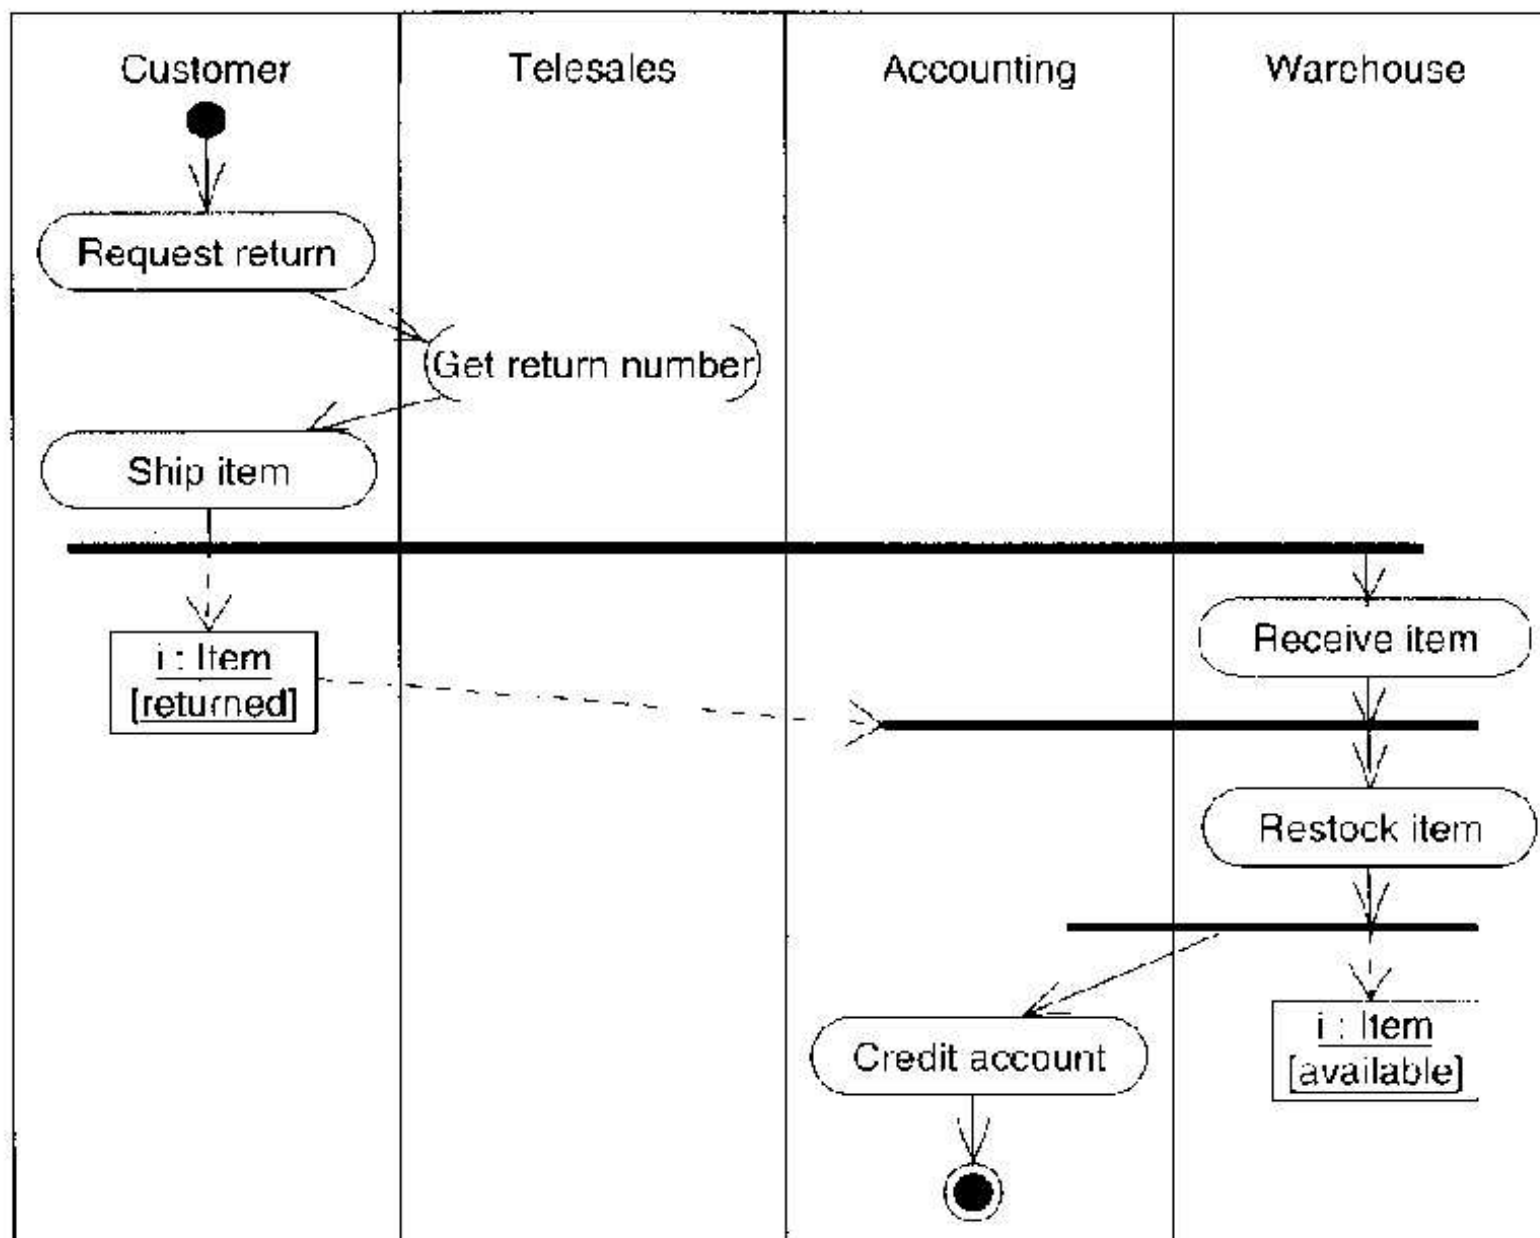 Customer
Telesales
Accounting
Warehouse
Request return
Get return number
Ship item
Receive item
i : Item
[returned]
Restock item
Credit account
i : Item
[available]